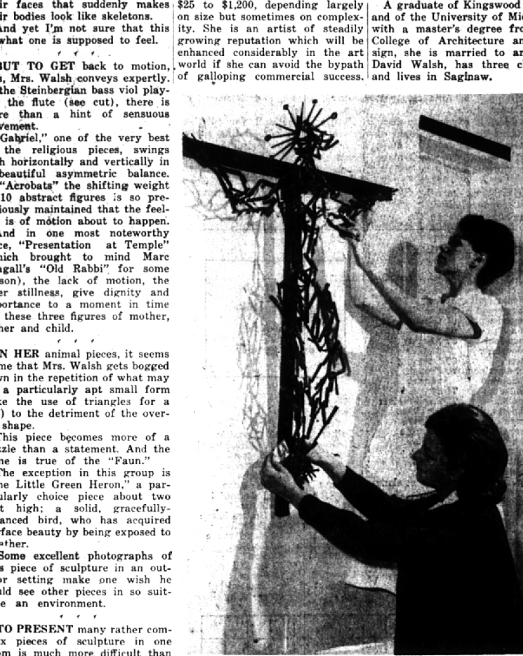 ir faces that suddenly makes
ir bodies look like skeletons.
And yet I'm not sure that this
what one is supposed to feel.
BUT TO GET back to motion,
s, Mrs. Walsh conveys expertly.
the Steinbergian bass viol play-
the flute (see cut), there is
re than a hint of sensuous
vement.
"Gabriel," one of the very best
the religious pieces, swings
h horizontally and vertically in
beautiful asymmetric balance.
"Acrobats" the shifting weight
10 abstract figures is so pre-
iously maintained that the feel-
is of motion about to happen.
And in one most noteworthy
ce, "Presentation at Temple"
hich brought to mind Marc
agall's "Old Rabbi" for some
son), the lack of motion, the
er stillness, give dignity and
portance to a moment in time
these three figures of mother,
her and child.
N HER animal pieces, it seems
me that Mrs. Walsh gets bogged
wn in the repetition of what may
a particularly apt small form
ke the use of triangles for a
) to the detriment of the over-
shape.
This piece becomes more of a
zzle than a statement. And the
me is true of the "Faun."
The exception in this group is
he Little Green Heron," a par-
ularly choice piece about two
t high; a solid, gracefully-
anced bird, who has acquired
rface beauty by being exposed to
ather.
Some excellent photographs of
s piece of sculpture in an out-
or setting make one wish he
uld see other pieces in so suit-
e an environment.
TO PRESENT many rather com-
x pieces of sculpture in one
om is much more difficult than
$25 to $1,200, depending largely
on size but sometimes on complex-
ity. She is an artist of steadily
growing reputation which will be
enhanced considerably in the art
world if she can avoid the bypath
of galloping commercial success.
A graduate of Kingswood
and of the University of Mi
with a master's degree fro
College of Architecture an
sign, she is married to ar
David Walsh, has three c
and lives in Saginaw.